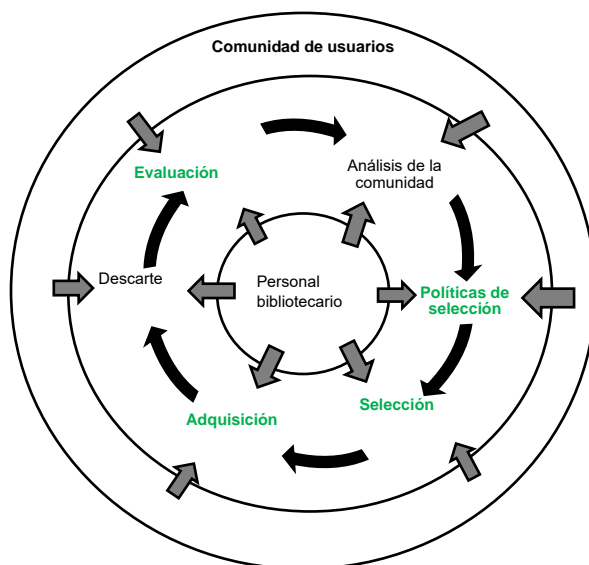 Comunidad de usuarios
Evaluación
Análisis de la
comunidad
Descarte
Personal
bibliotecario
Políticas de
selección
Adquisición
Selección